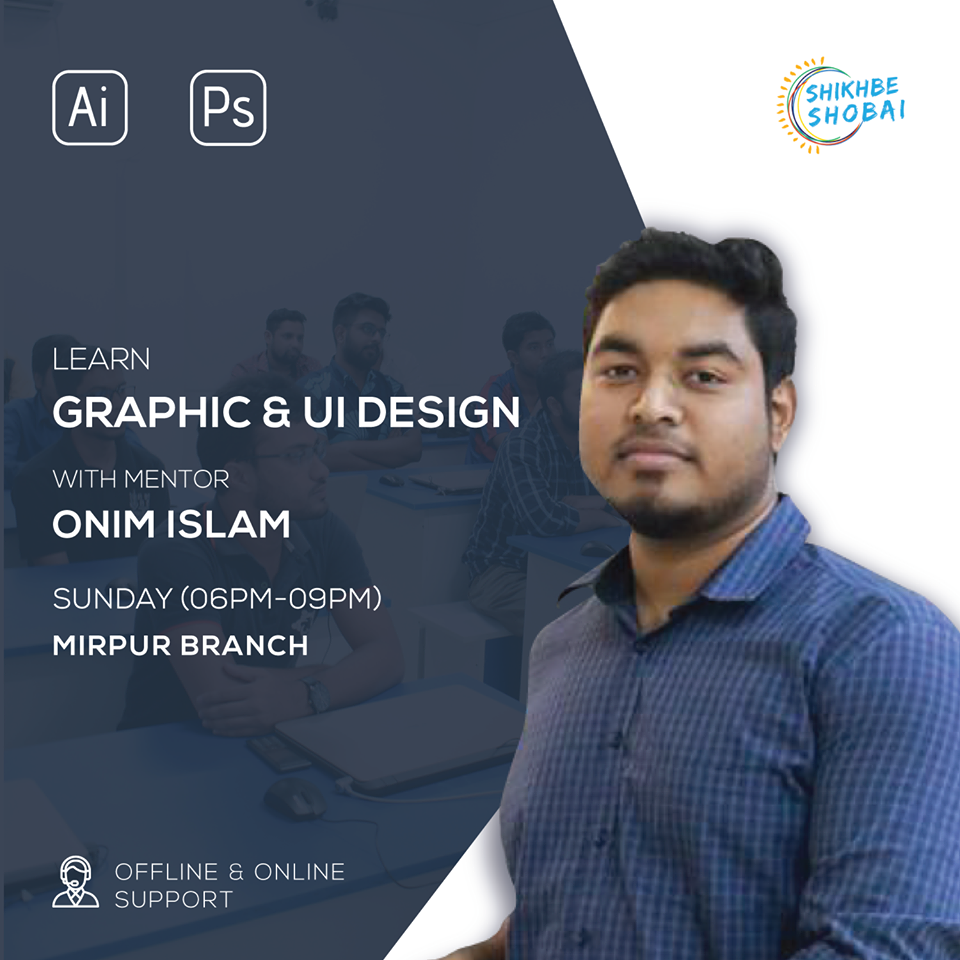 Ai
Ps
SHIKHBE
SHOBAI
LEARN
GRAPHIC & UI DESIGN
WITH MENTOR
ONIM ISLAM
SUNDAY (06PM-09PM)
MIRPUR BRANCH
OFFLINE & ONLINE
SUPPORT